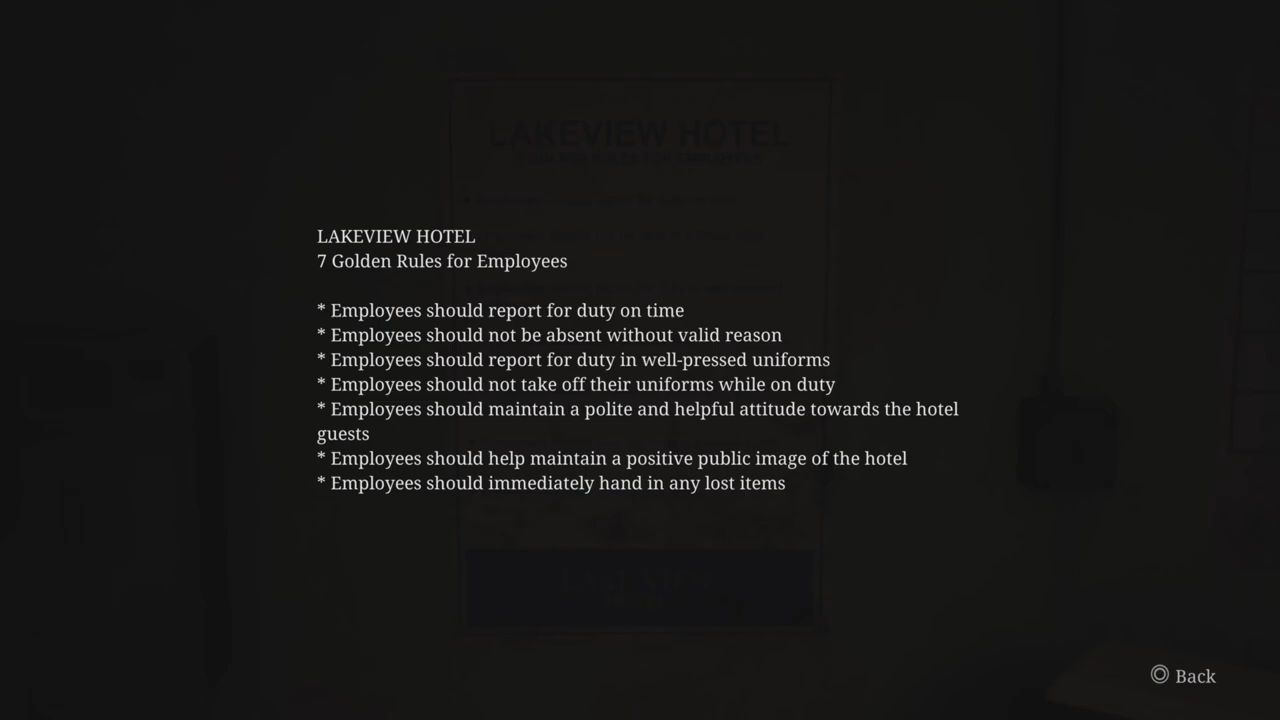 LAKEVIEW HOTEL
LAKEVIEW HOTEL
7 Golden Rules for Employees
* Employees should report for duty on time
* Employees should not be absent without valid reason
* Employees should report for duty in well-pressed uniforms
* Employees should not take off their uniforms while on duty
* Employees should maintain a polite and helpful attitude towards the hotel
guests
* Employees should help maintain a positive public image of the hotel
* Employees should immediately hand in any lost items
Back